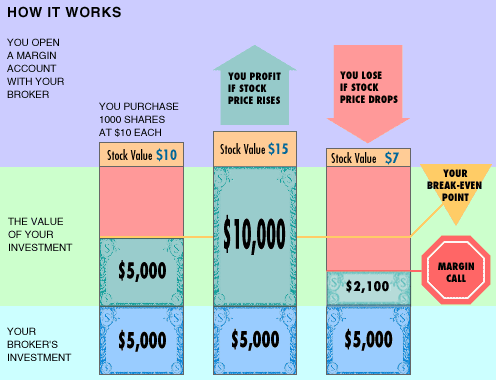 HOW IT WORKS
YOU OPEN
A MARGIN
ACCOUNT
WITH YOUR
BROKER
YOU PURCHASE
1000 SHARES
AT $10 EACH
YOU PROFIT
IF STOCK
PRICE RISES
YOU LOSE
IF STOCK
PRICE DROPS
Stock Value $10
Stock Value $15
Stock Value $7
YOUR
BREAK-EVEN
POINT
THE VALUE
OF YOUR
INVESTMENT
$5,000
$10,000
$2,100
MARGIN
CALL
YOUR
BROKER'S
INVESTMENT
$5,000
$5,000
$5,000